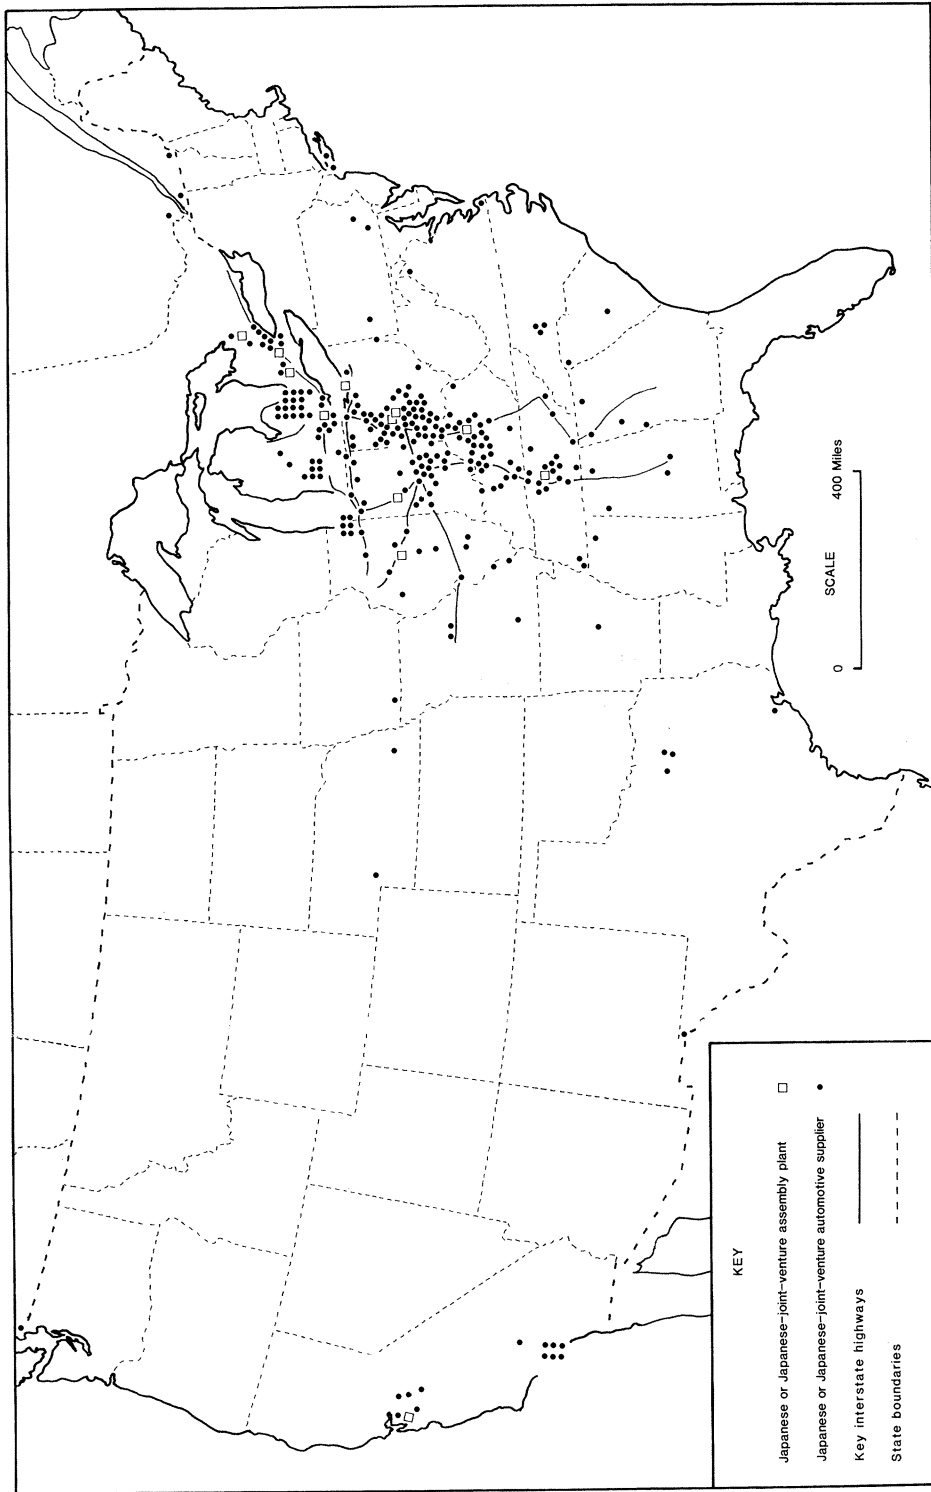 SCALE
0 400 Miles
KEY
Japanese or Japanese-joint-venture assembly plant
Japanese or Japanese-joint-venture automotive supplier
Key interstate highways
State boundaries